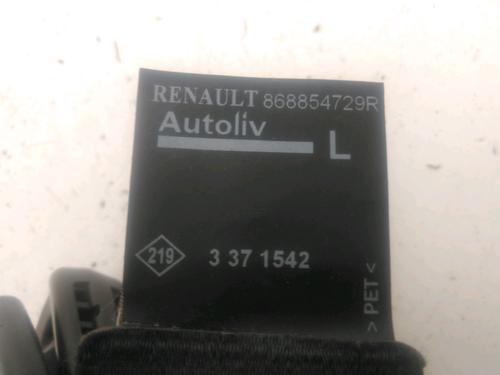 RENAULT 868854729R
Autoliv
L
219 3 37 1542
> PET <